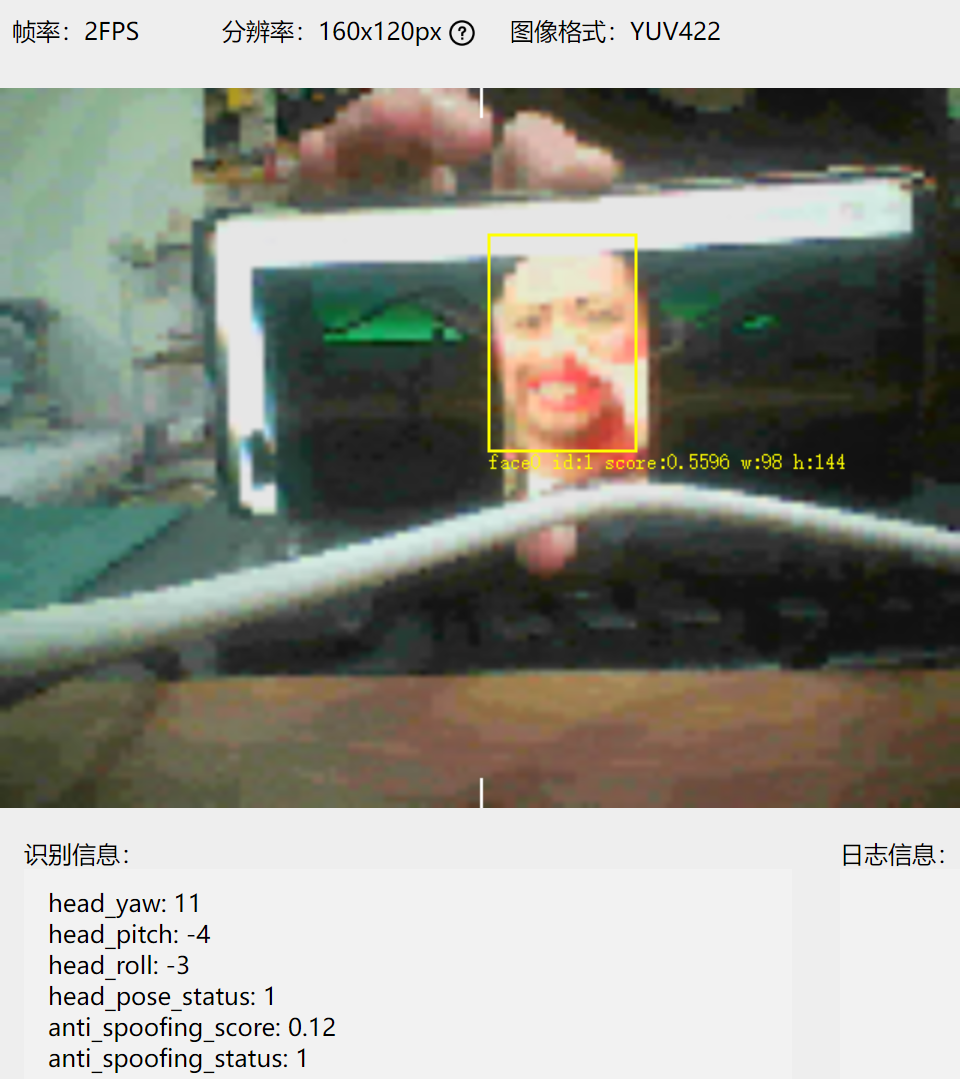 帧率：2FPS 分辨率：160x120px ? 图像格式：YUV422
face0 id:1 score:0.5596 w:98 h:144
识别信息：
日志信息：
head_yaw: 11
head_pitch: -4
head_roll: -3
head_pose_status: 1
anti_spoofing_score: 0.12
anti_spoofing_status: 1